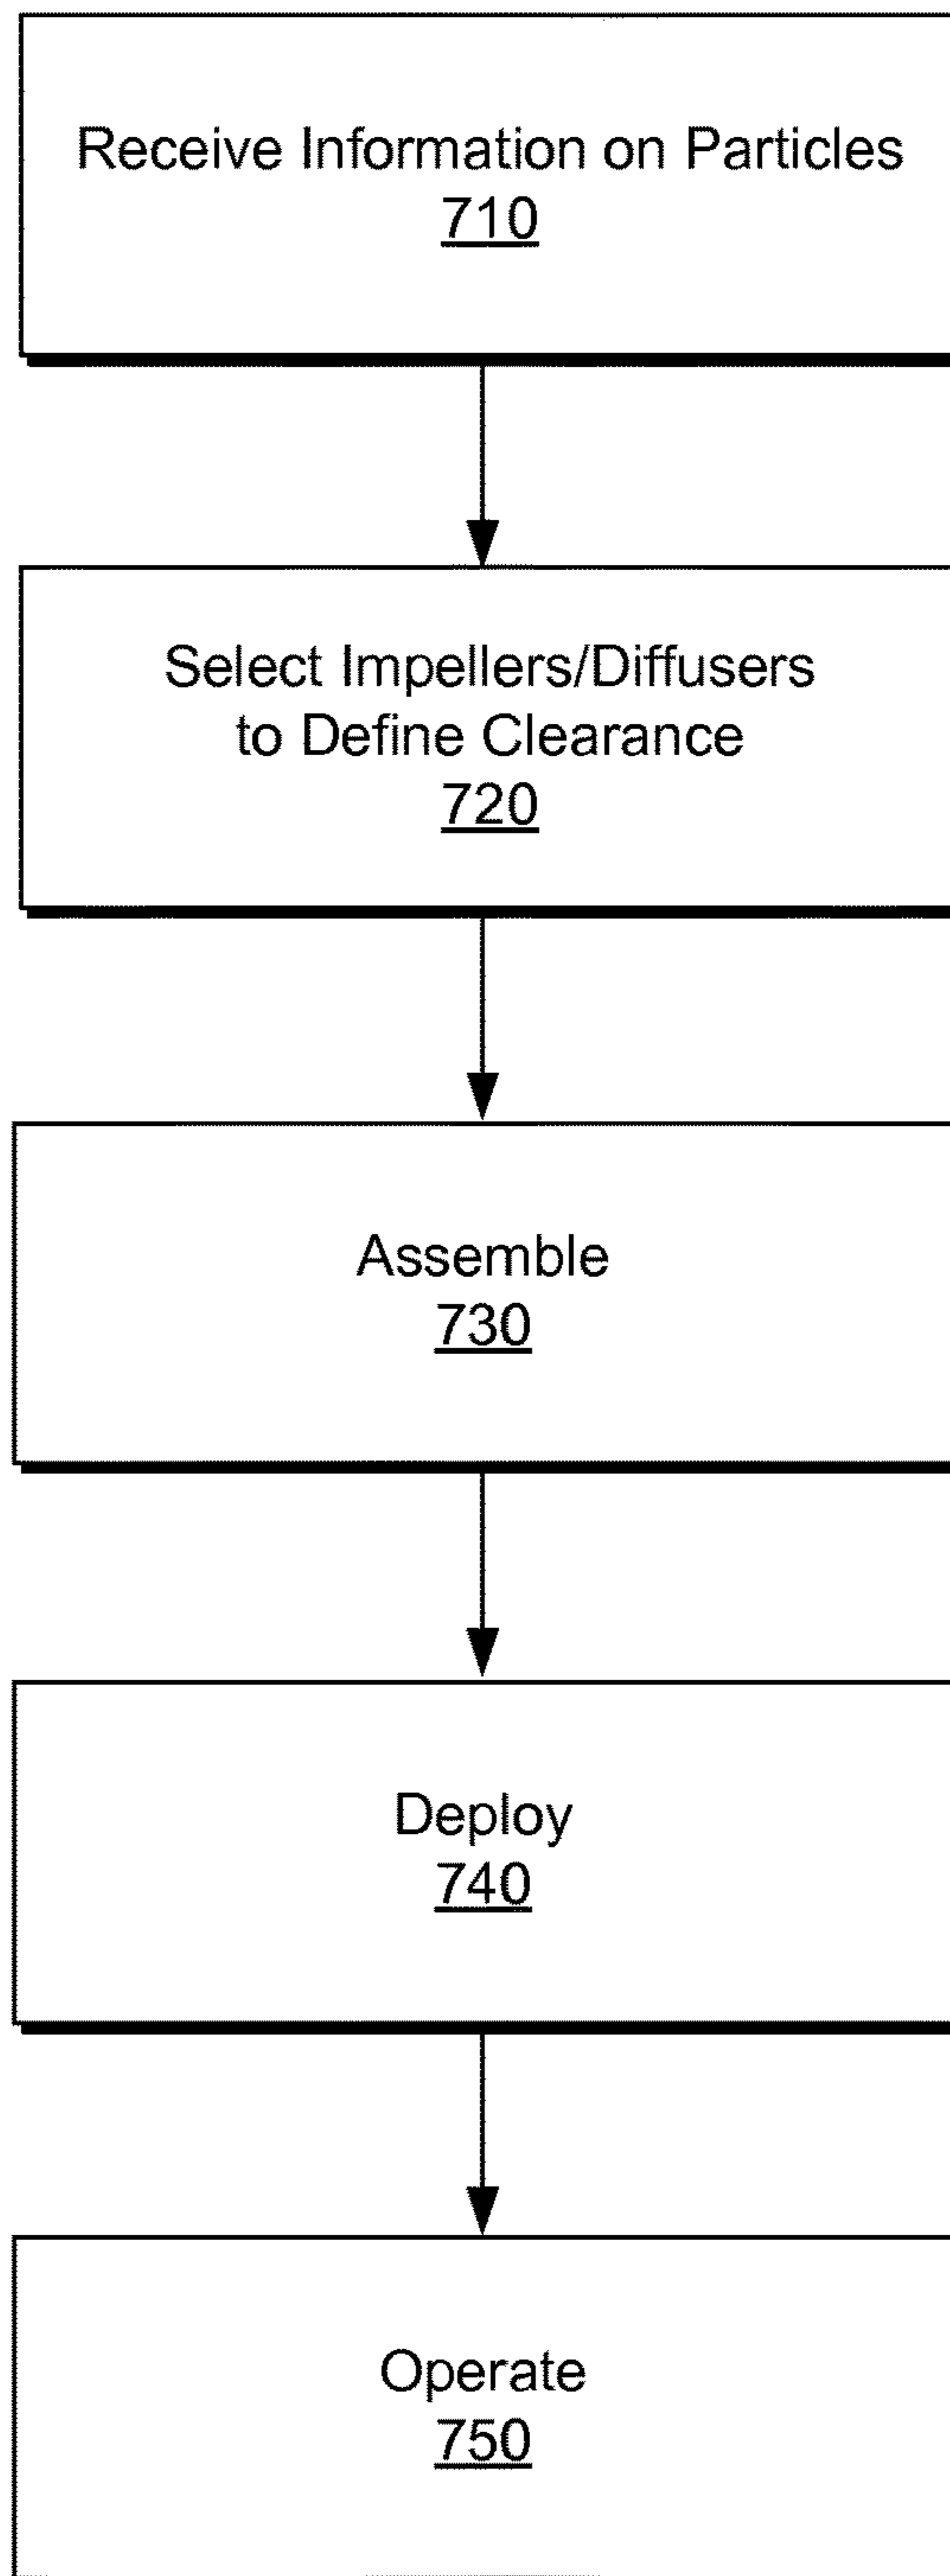 Receive Information on Particles
710
Select Impellers/Diffusers
to Define Clearance
720
Assemble
730
Deploy
740
Operate
750